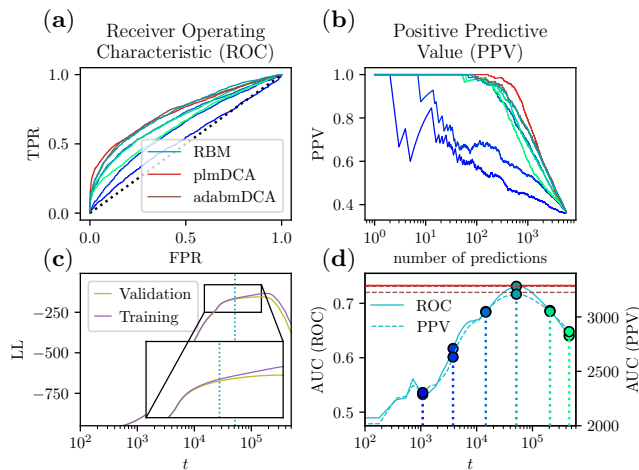 (a)
Receiver Operating
Characteristic (ROC)
1.0
0.5
0.0
TPR
RBM
plmDCA
adabmDCA
0.0
1.0
FPR
(b)
Positive Predictive
Value (PPV)
1.0
0.8
0.6
0.4
PPV
10^0
10^1
10^2
10^3
number of predictions
(c)
Validation
Training
−250
−500
−750
LL
10^2
10^3
10^4
10^5
t
(d)
ROC
PPV
0.7
0.6
0.5
AUC (ROC)
3000
2500
2000
AUC (PPV)
10^3
10^4
10^5
10^2
t